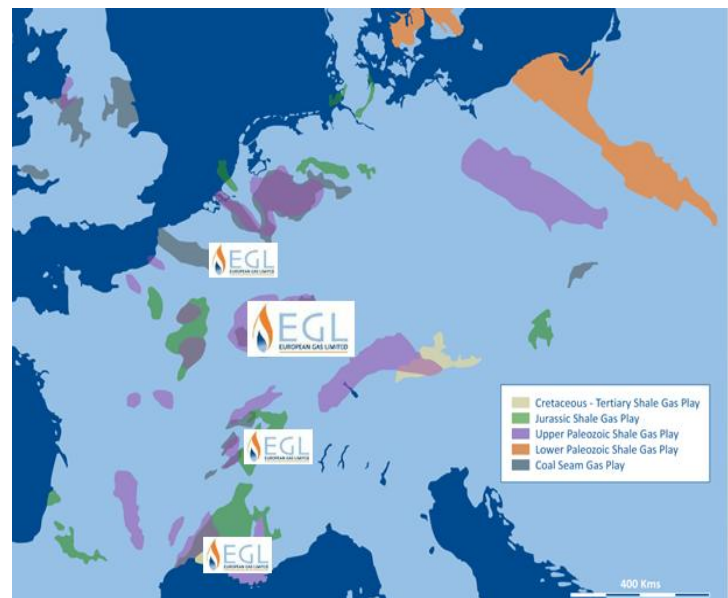 EGL
EUROPEAN GAS LIMITED
EGL
EUROPEAN GAS LIMITED
Cretaceous - Tertiary Shale Gas Play
Jurassic Shale Gas Play
Upper Paleozoic Shale Gas Play
Lower Paleozoic Shale Gas Play
Coal Seam Gas Play
EGL
EUROPEAN GAS LIMITED
EGL
EUROPEAN GAS LIMITED
400 Kms